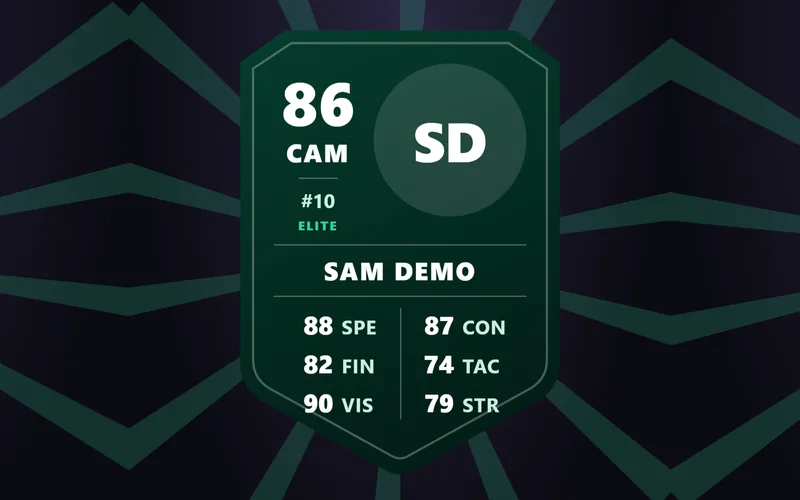 86
CAM
#10
ELITE
SD
SAM DEMO
88 SPE
82 FIN
90 VIS
87 CON
74 TAC
79 STR